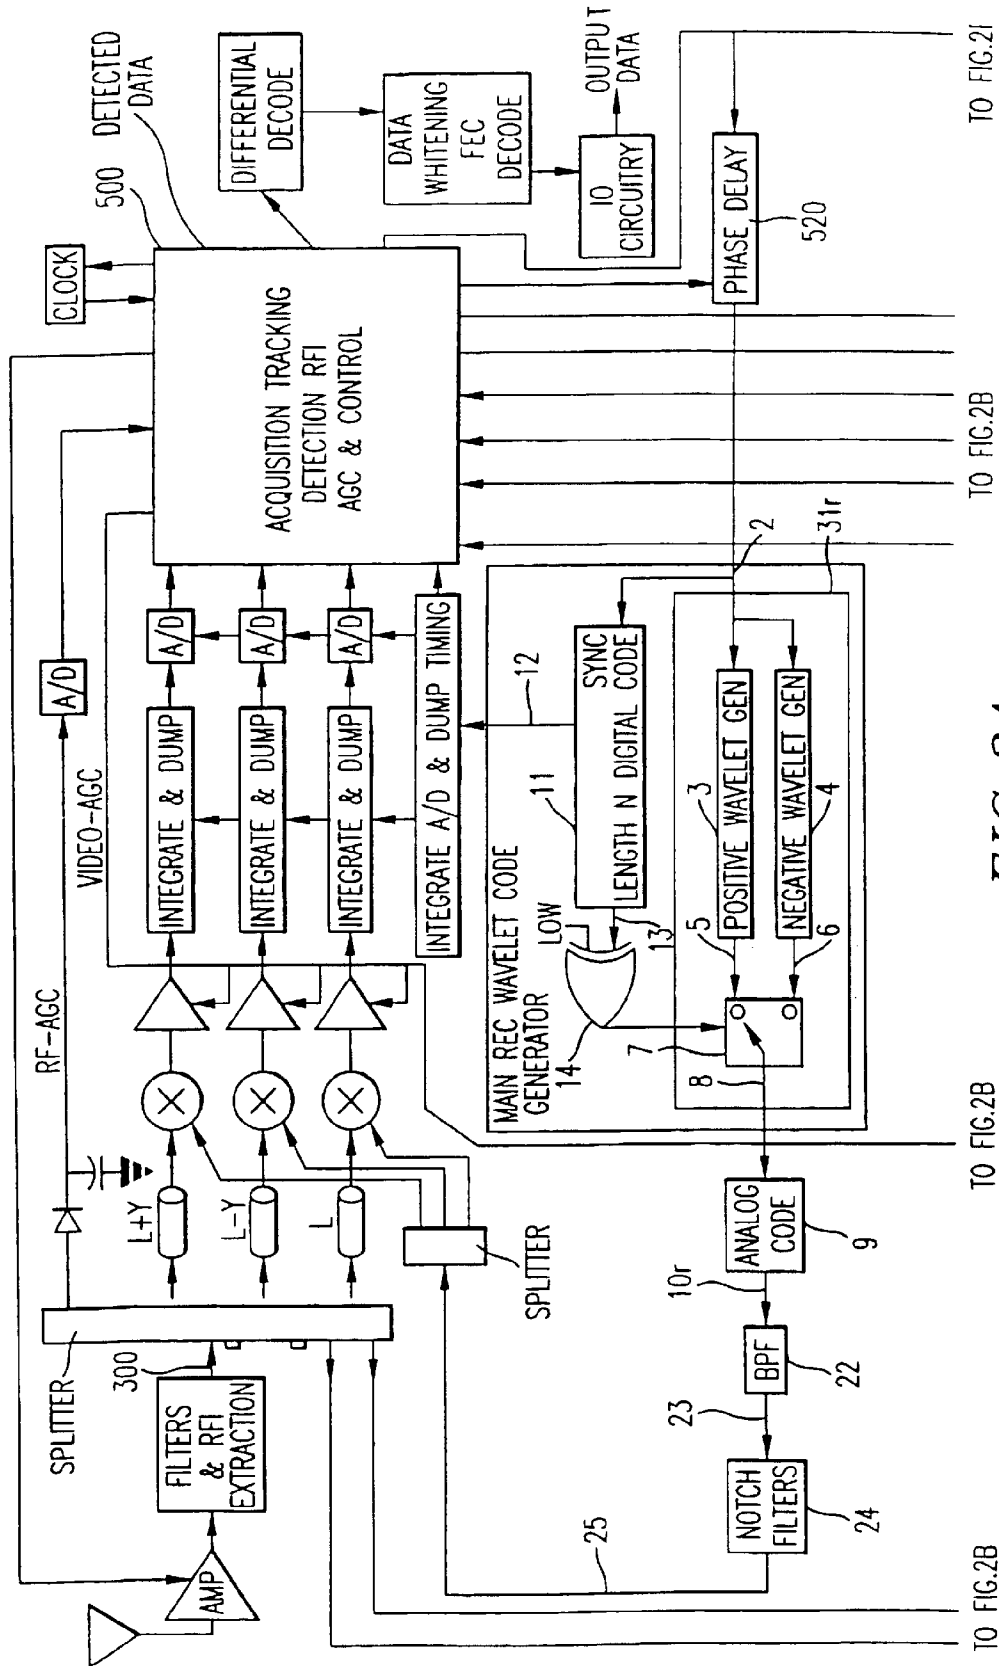 AMP
FILTERS
& RFI
EXTRACTION
300
SPLITTER
RF-AGC
A/D
VIDEO-AGC
CLOCK
500
DETECTED
DATA
L+Y
L-Y
L
SPLITTER
INTEGRATE & DUMP
INTEGRATE & DUMP
INTEGRATE & DUMP
INTEGRATE A/D & DUMP TIMING
A/D
A/D
A/D
ACQUISITION TRACKING
DETECTION RFI
AGC & CONTROL
DIFFERENTIAL
DECODE
DATA
WHITENING
FEC
DECODE
IO
CIRCUITRY
OUTPUT
DATA
PHASE DELAY
520
MAIN REC WAVELET CODE
GENERATOR
LOW
14
13
11
12
SYNC
LENGTH N DIGITAL CODE
2
31r
3
POSITIVE WAVELET GEN
NEGATIVE WAVELET GEN
4
5
6
7
8
ANALOG
CODE
9
10r
BPF
22
23
NOTCH
FILTERS
24
25
TO FIG.2B
TO FIG.2B
TO FIG.2B
TO FIG.2I